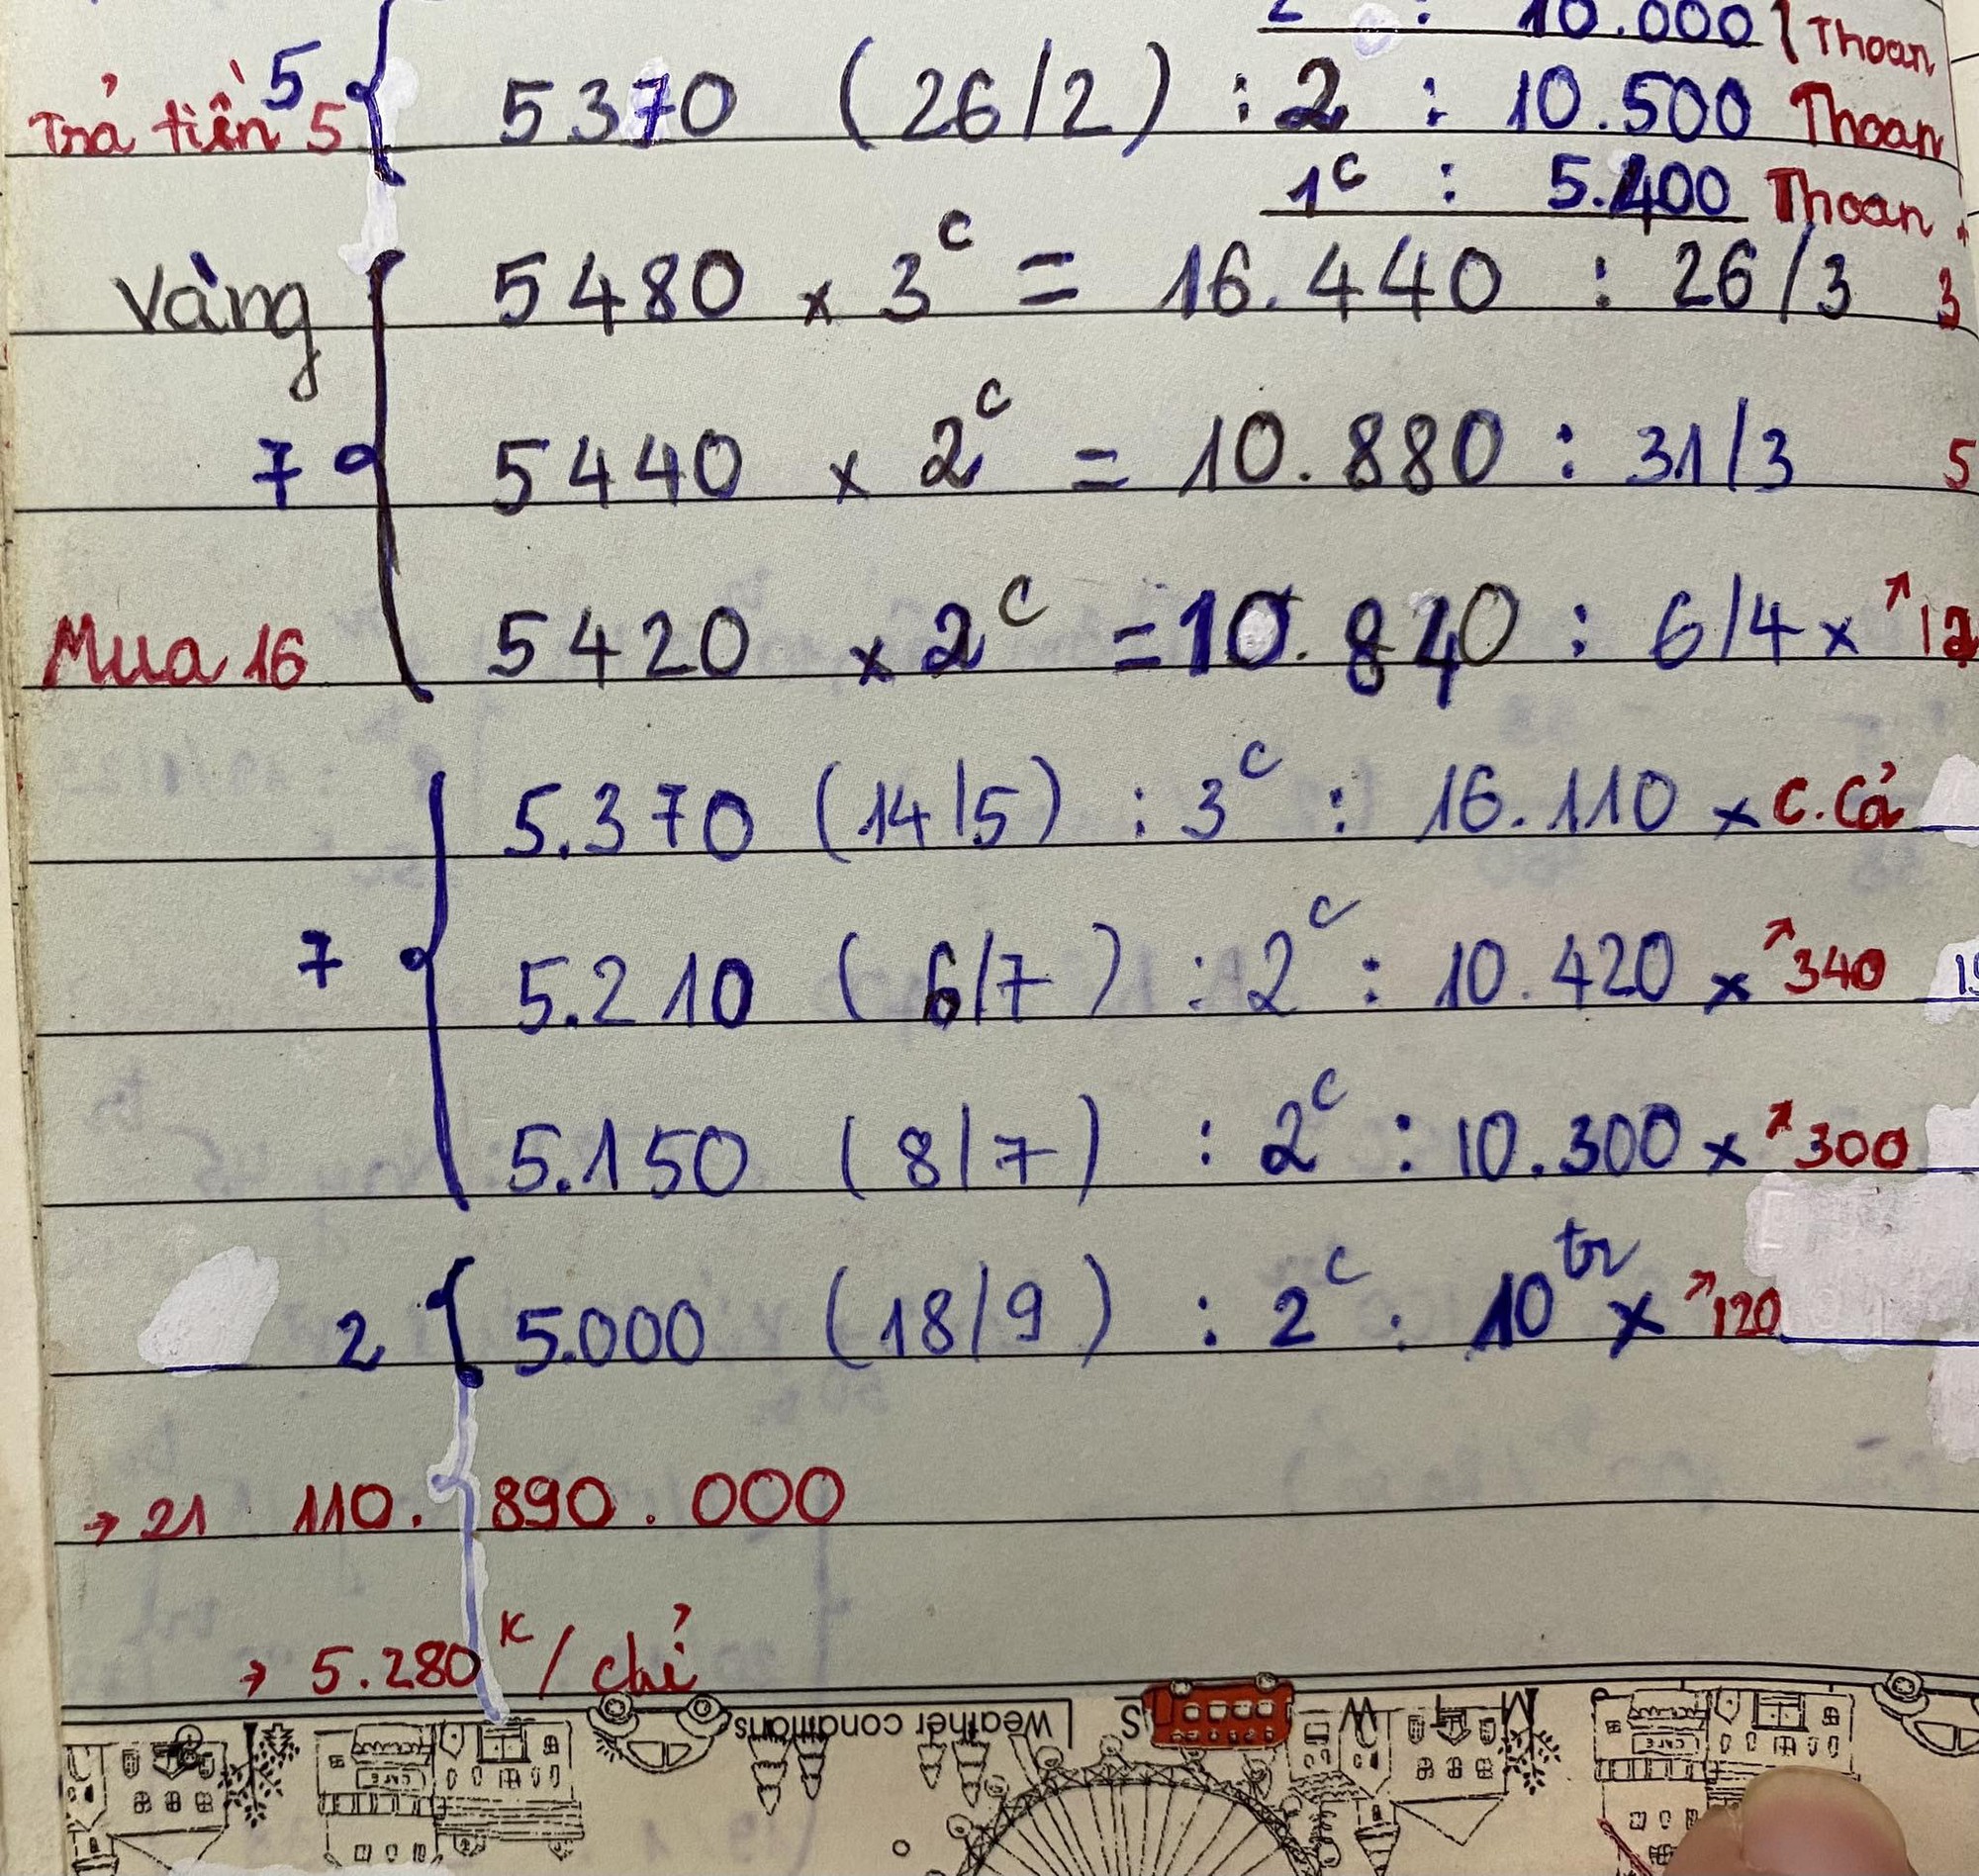 : 10.000 Thoan
5
Trả tiền 5 5370 (26/2) : 2 : 10.500 Thoan
1c : 5.400 Thoan
Vàng 5480 x 3c = 16.440 : 26/3 3
7 5440 x 2c = 10.880 : 31/3 5
Mua 16 5420 x 2c = 10.840 : 6/4 x ↗12
5.370 (14/5) : 3c : 16.110 x C.Cả
7 5.210 (6/7) : 2c : 10.420 x ↗340
5.150 (8/7) : 2c : 10.300 x ↗300
2 5.000 (18/9) : 2c . 10tr x ↗120
→ 21 110.890.000
→ 5.280K / chỉ
Weather conditions